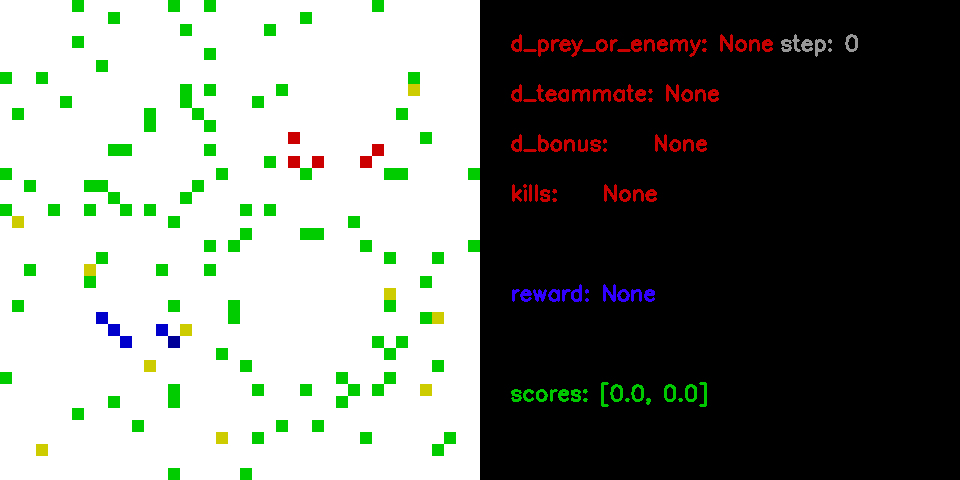 d_prey_or_enemy: None step: 0
d_teammate: None
d_bonus: None
kills: None
reward: None
scores: [0.0, 0.0]